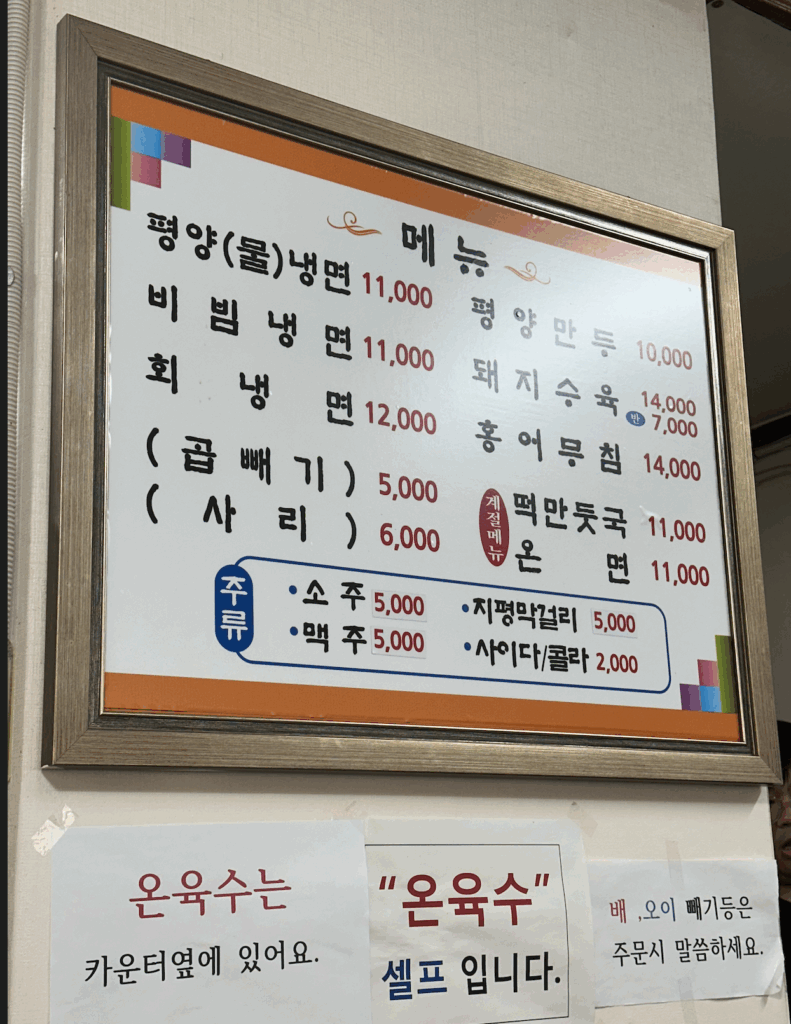 메뉴
평양(물)냉면 11,000
비빔냉면 11,000
회냉면 12,000
(곱빼기) 5,000
(사리) 6,000
평양만두 10,000
돼지수육 14,000
반 7,000
홍어무침 14,000
계절메뉴
떡만둣국 11,000
온면 11,000
주류
•소주 5,000
•맥주 5,000
•지평막걸리 5,000
•사이다/콜라 2,000
온육수는
카운터옆에 있어요.
“온육수”
셀프 입니다.
배 ,오이 빼기등은
주문시 말씀하세요.